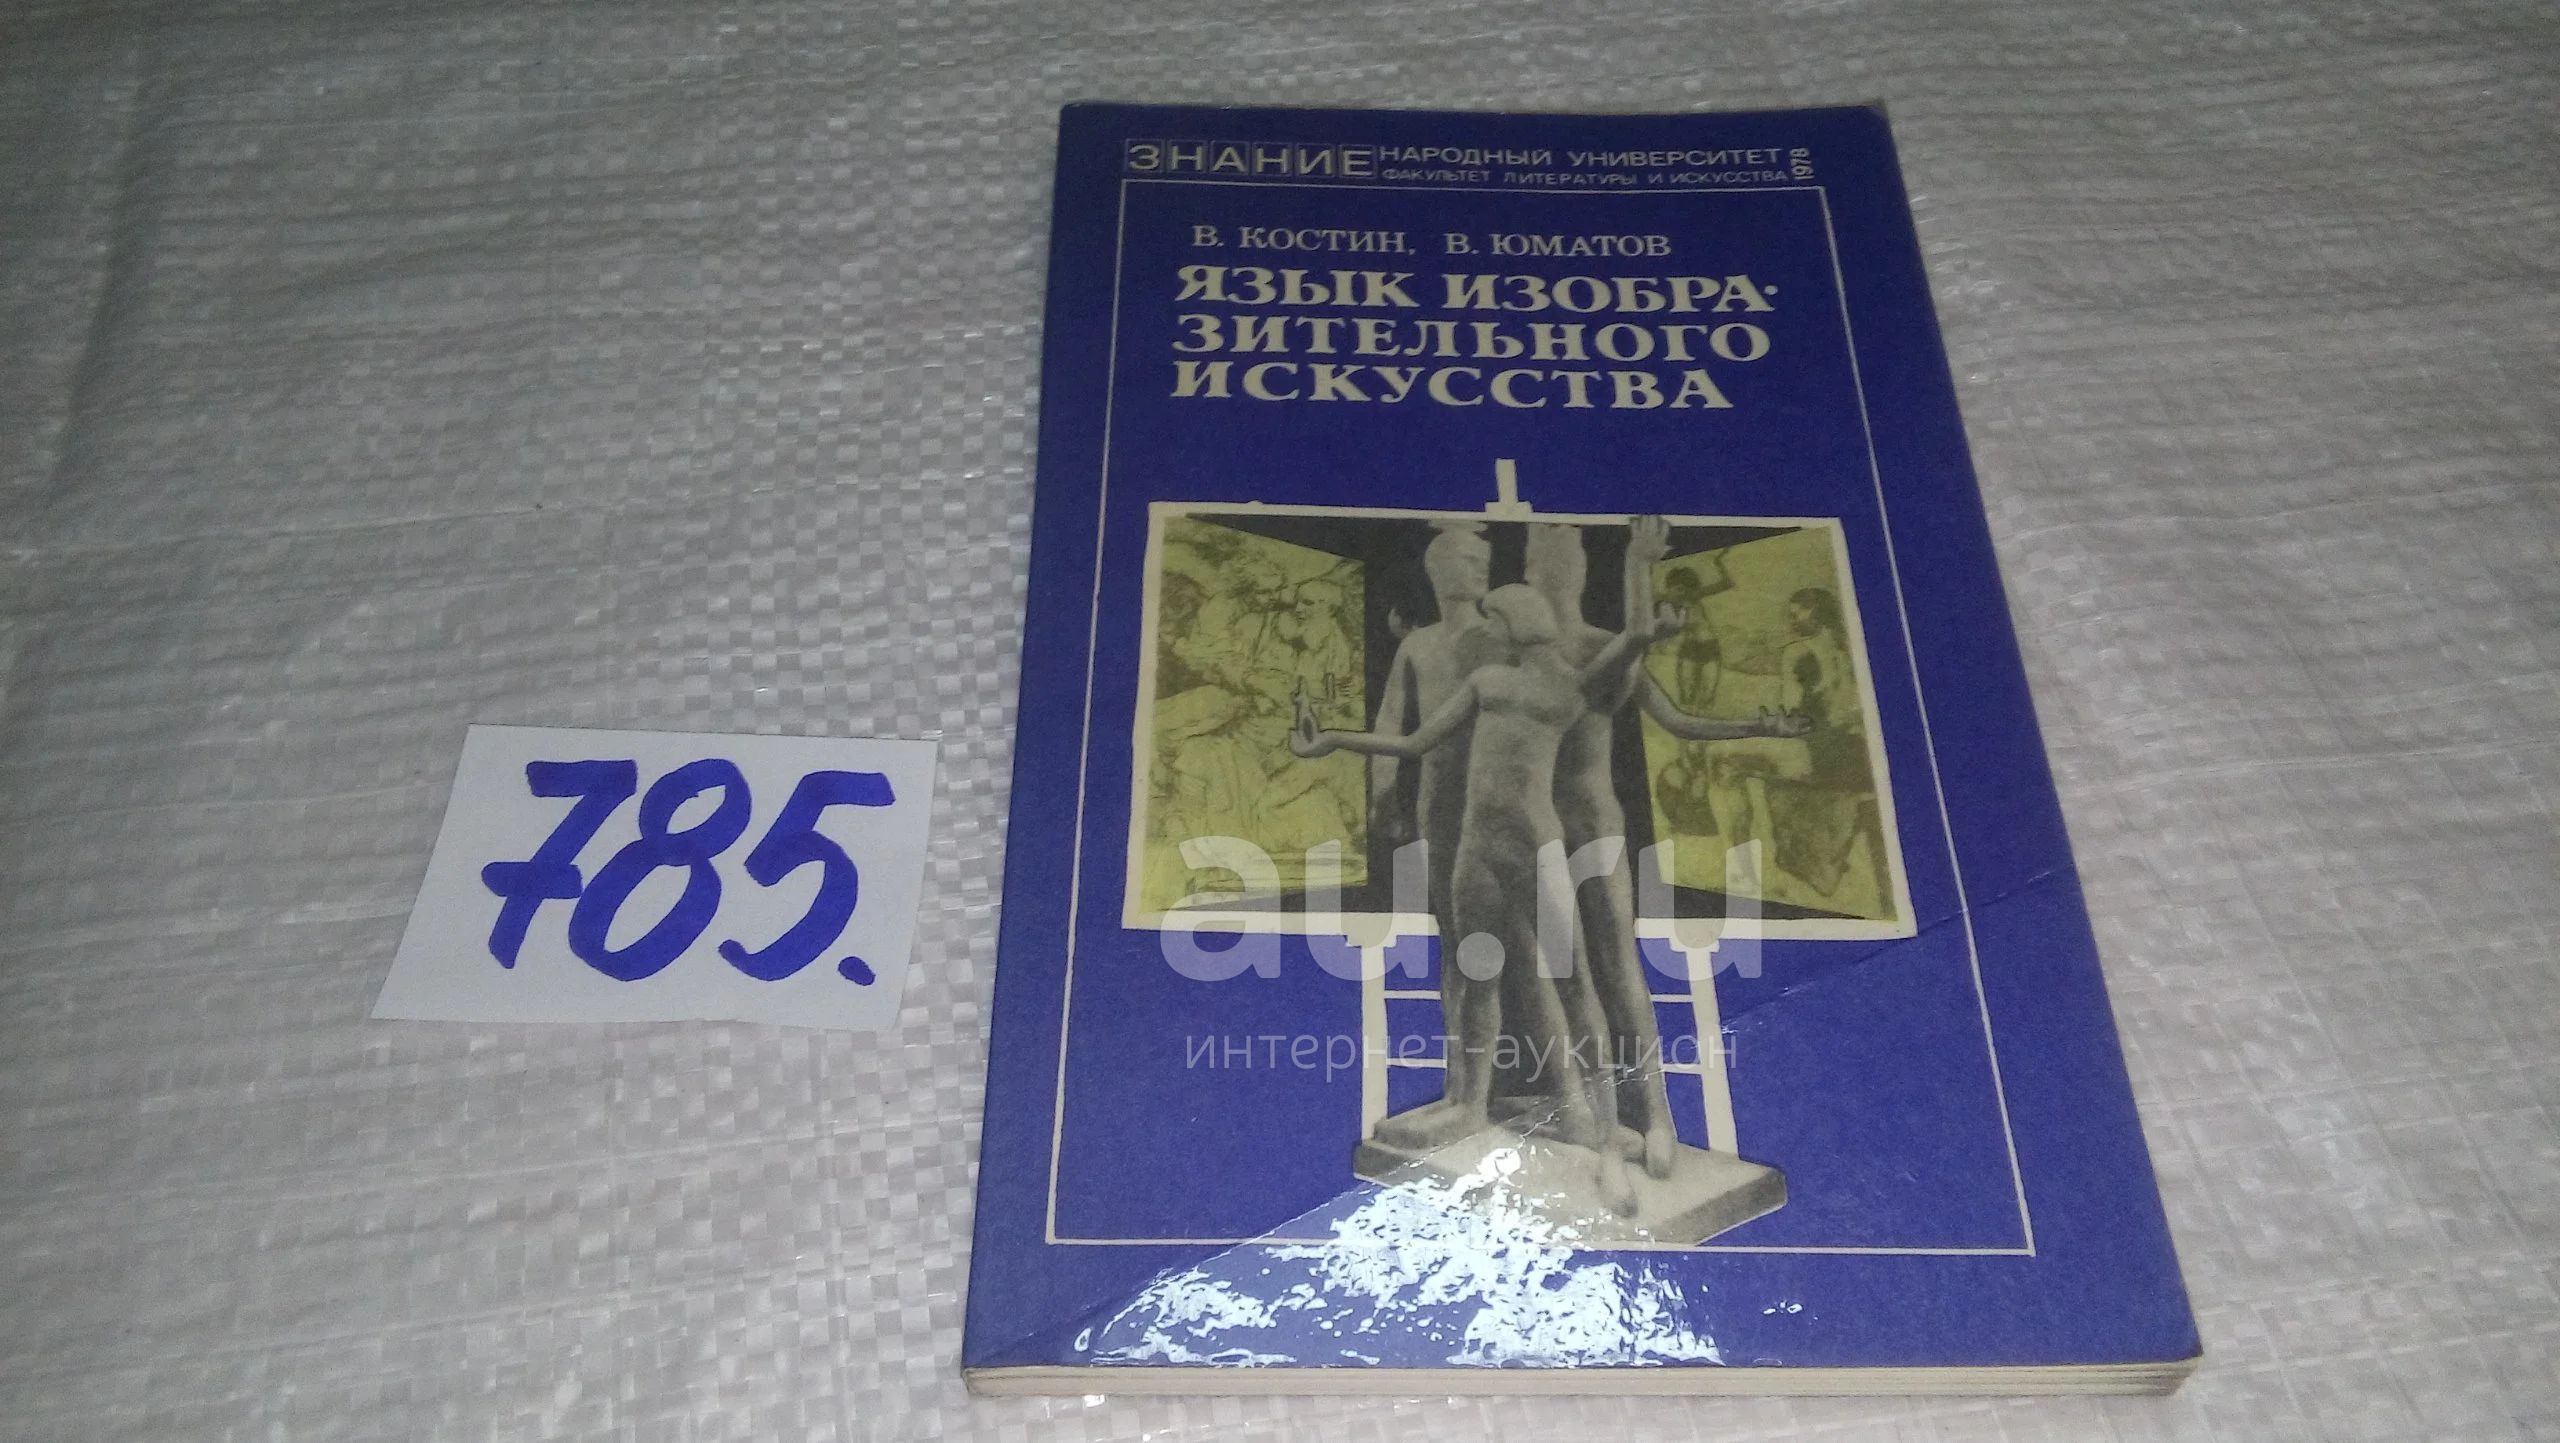 ЗНАНИЕ НАРОДНЫЙ УНИВЕРСИТЕТ 1978
ФАКУЛЬТЕТ ЛИТЕРАТУРЫ И ИСКУССТВА
В. КОСТИН, В. ЮМАТОВ
ЯЗЫК ИЗОБРА-
ЗИТЕЛЬНОГО
ИСКУССТВА
785.
au.ru
интернет-аукцион